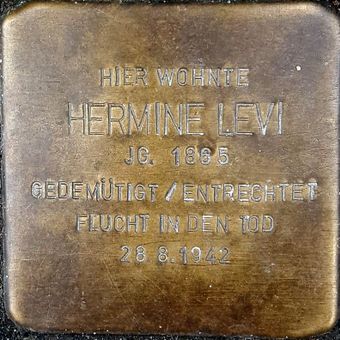 HIER WOHNTE
HERMINE LEVI
JG. 1865
GEDEMÜTIGT / ENTRECHTET
FLUCHT IN DEN TOD
28.8.1942